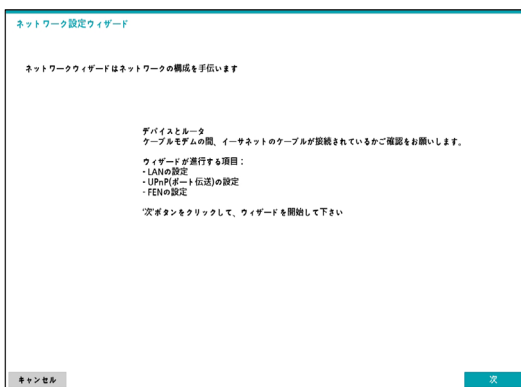 ネットワーク設定ウィザード
ネットワークウィザードはネットワークの構成を手伝います
デバイスとルータ
ケーブルモデムの間、イーサネットのケーブルが接続されているかご確認をお願いします。
ウィザードが進行する項目：
- LANの設定
- UPnP(ポート伝送)の設定
- FENの設定
'次'ボタンをクリックして、ウィザードを開始して下さい
キャンセル
次